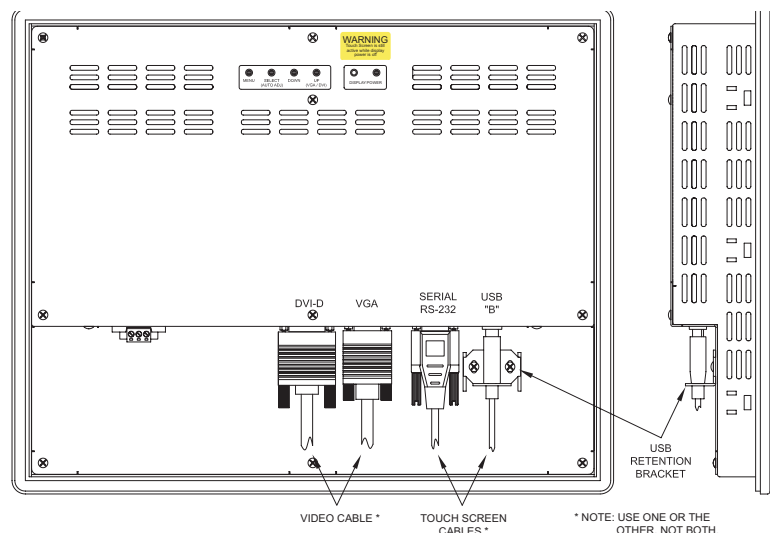 WARNING
Touch Screen is still
active while display
power is off
MENU
SELECT
(AUTO ADJ)
DOWN
UP
(VGA / DVI)
DISPLAY POWER
DVI-D
VGA
SERIAL
RS-232
USB
"B"
USB
RETENTION
BRACKET
VIDEO CABLE *
TOUCH SCREEN
CABLES *
* NOTE: USE ONE OR THE
OTHER, NOT BOTH